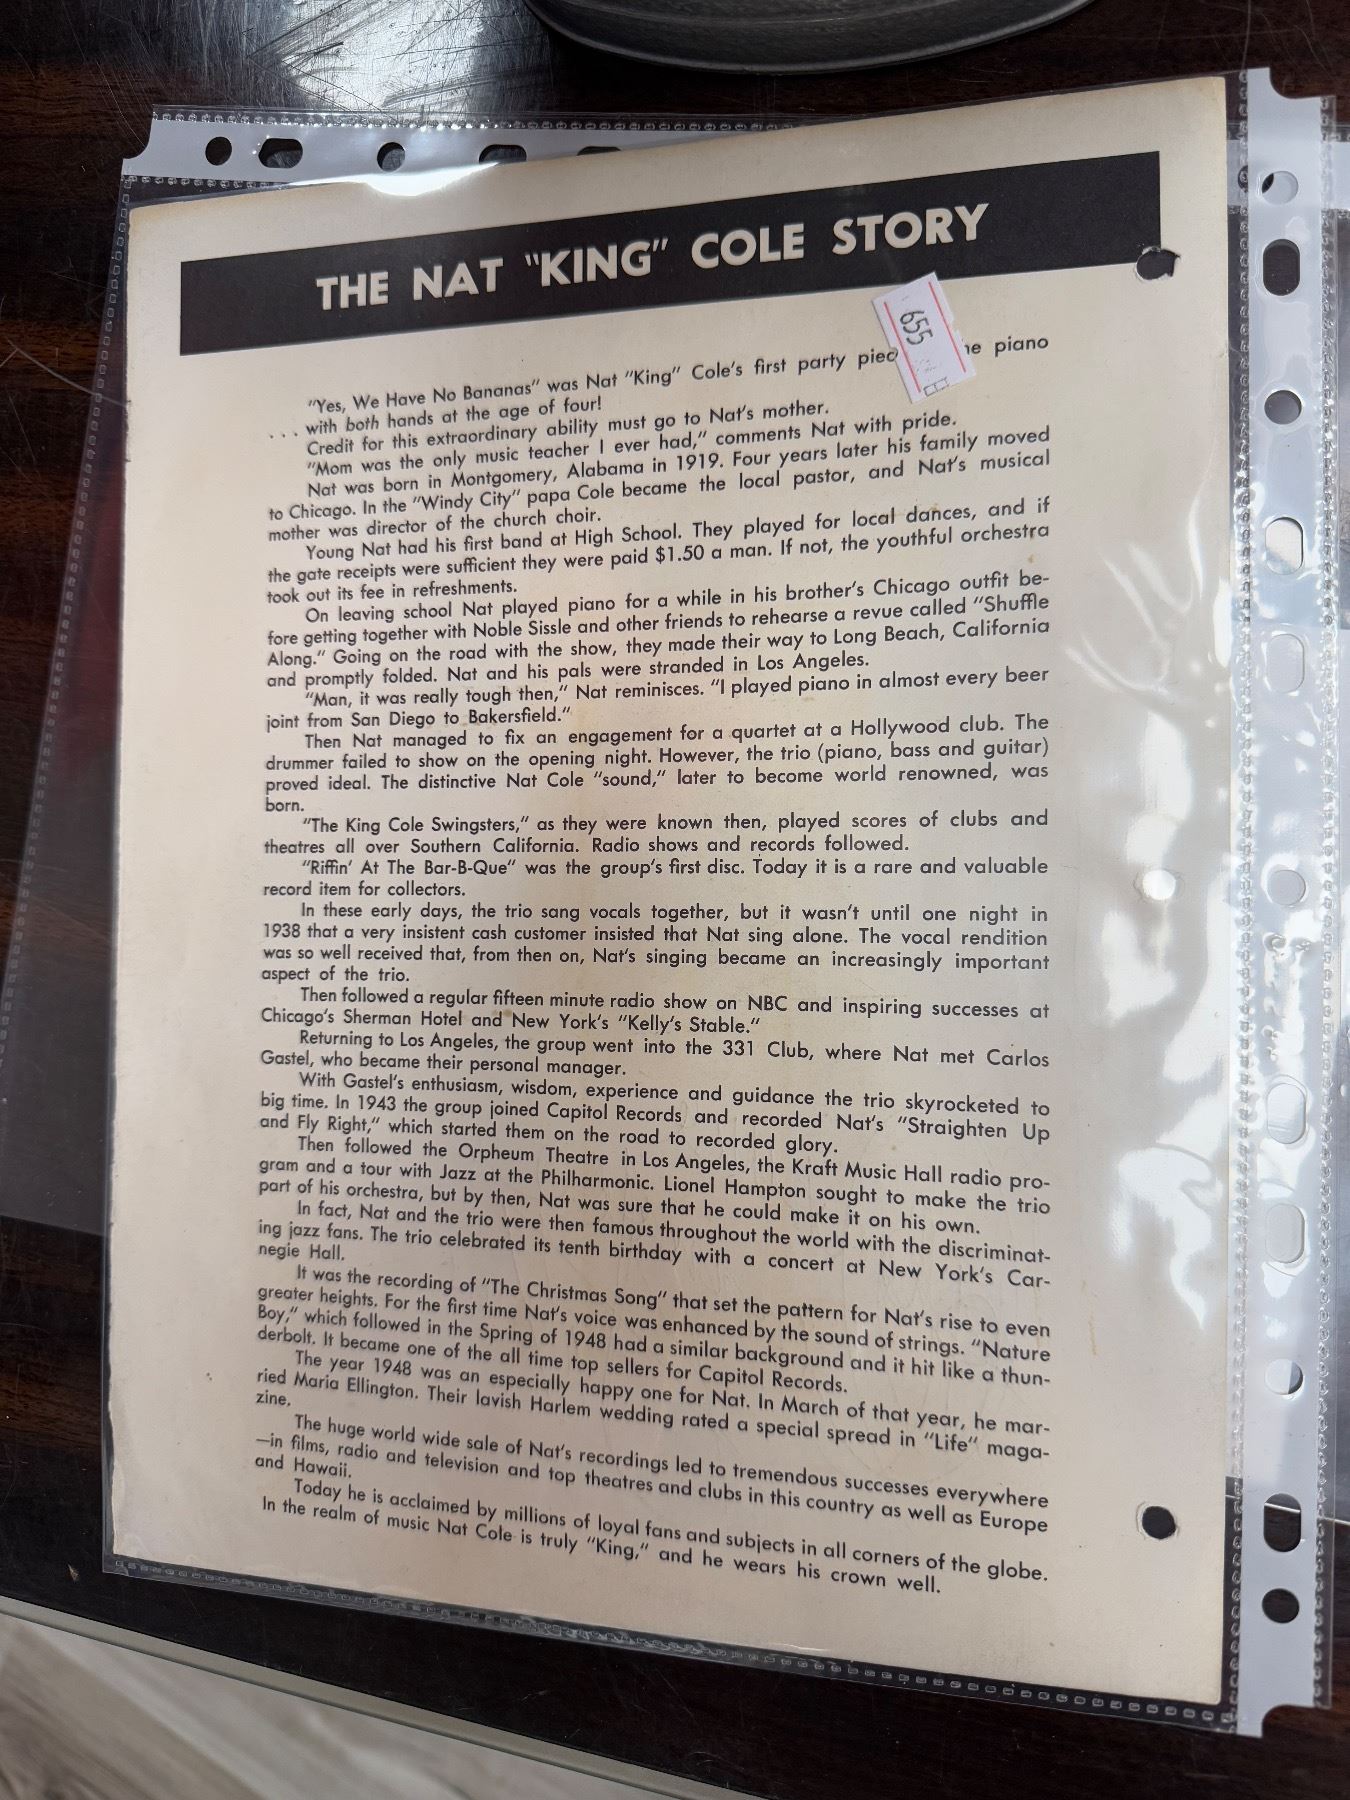 THE NAT "KING" COLE STORY
655
"Yes, We Have No Bananas" was Nat "King" Cole's first party piec he piano
. . . with both hands at the age of four!
Credit for this extraordinary ability must go to Nat's mother.
"Mom was the only music teacher I ever had," comments Nat with pride.
Nat was born in Montgomery, Alabama in 1919. Four years later his family moved
to Chicago. In the "Windy City" papa Cole became the local pastor, and Nat's musical
mother was director of the church choir.
Young Nat had his first band at High School. They played for local dances, and if
the gate receipts were sufficient they were paid $1.50 a man. If not, the youthful orchestra
took out its fee in refreshments.
On leaving school Nat played piano for a while in his brother's Chicago outfit be-
fore getting together with Noble Sissle and other friends to rehearse a revue called "Shuffle
Along." Going on the road with the show, they made their way to Long Beach, California
and promptly folded. Nat and his pals were stranded in Los Angeles.
"Man, it was really tough then," Nat reminisces. "I played piano in almost every beer
joint from San Diego to Bakersfield."
Then Nat managed to fix an engagement for a quartet at a Hollywood club. The
drummer failed to show on the opening night. However, the trio (piano, bass and guitar)
proved ideal. The distinctive Nat Cole "sound," later to become world renowned, was
born.
"The King Cole Swingsters," as they were known then, played scores of clubs and
theatres all over Southern California. Radio shows and records followed.
"Riffin' At The Bar-B-Que" was the group's first disc. Today it is a rare and valuable
record item for collectors.
In these early days, the trio sang vocals together, but it wasn't until one night in
1938 that a very insistent cash customer insisted that Nat sing alone. The vocal rendition
was so well received that, from then on, Nat's singing became an increasingly important
aspect of the trio.
Then followed a regular fifteen minute radio show on NBC and inspiring successes at
Chicago's Sherman Hotel and New York's "Kelly's Stable."
Returning to Los Angeles, the group went into the 331 Club, where Nat met Carlos
Gastel, who became their personal manager.
With Gastel's enthusiasm, wisdom, experience and guidance the trio skyrocketed to
big time. In 1943 the group joined Capitol Records and recorded Nat's "Straighten Up
and Fly Right," which started them on the road to recorded glory.
Then followed the Orpheum Theatre in Los Angeles, the Kraft Music Hall radio pro-
gram and a tour with Jazz at the Philharmonic. Lionel Hampton sought to make the trio
part of his orchestra, but by then, Nat was sure that he could make it on his own.
In fact, Nat and the trio were then famous throughout the world with the discriminat-
ing jazz fans. The trio celebrated its tenth birthday with a concert at New York's Car-
negie Hall.
It was the recording of "The Christmas Song" that set the pattern for Nat's rise to even
greater heights. For the first time Nat's voice was enhanced by the sound of strings. "Nature
Boy," which followed in the Spring of 1948 had a similar background and it hit like a thun-
derbolt. It became one of the all time top sellers for Capitol Records.
The year 1948 was an especially happy one for Nat. In March of that year, he mar-
ried Maria Ellington. Their lavish Harlem wedding rated a special spread in "Life" maga-
zine.
The huge world wide sale of Nat's recordings led to tremendous successes everywhere
—in films, radio and television and top theatres and clubs in this country as well as Europe
and Hawaii.
Today he is acclaimed by millions of loyal fans and subjects in all corners of the globe.
In the realm of music Nat Cole is truly "King," and he wears his crown well.